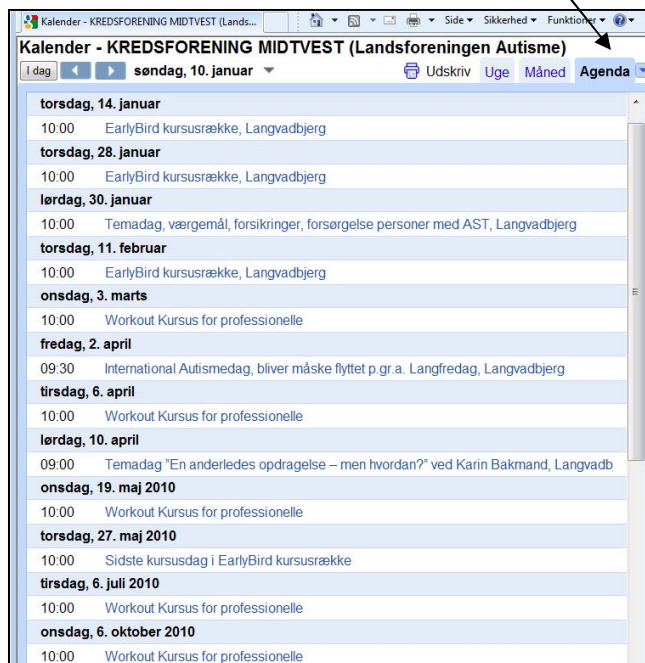 Kalender - KREDSFORENING MIDTVEST (Lands... Side Sikkerhed Funktioner
Kalender - KREDSFORENING MIDTVEST (Landsforeningen Autisme)
I dag søndag, 10. januar Udskriv Uge Måned Agenda
torsdag, 14. januar
10:00 EarlyBird kursusrække, Langvadbjerg
torsdag, 28. januar
10:00 EarlyBird kursusrække, Langvadbjerg
lørdag, 30. januar
10:00 Temadag, værgemål, forsikringer, forsørgelse personer med AST, Langvadbjerg
torsdag, 11. februar
10:00 EarlyBird kursusrække, Langvadbjerg
onsdag, 3. marts
10:00 Workout Kursus for professionelle
fredag, 2. april
09:30 International Autismedag, bliver måske flyttet p.gr.a. Langfredag, Langvadbjerg
tirsdag, 6. april
10:00 Workout Kursus for professionelle
lørdag, 10. april
09:00 Temadag "En anderledes opdragelse – men hvordan?" ved Karin Bakmand, Langvadb
onsdag, 19. maj 2010
10:00 Workout Kursus for professionelle
torsdag, 27. maj 2010
10:00 Sidste kursusdag i EarlyBird kursusrække
tirsdag, 6. juli 2010
10:00 Workout Kursus for professionelle
onsdag, 6. oktober 2010
10:00 Workout Kursus for professionelle